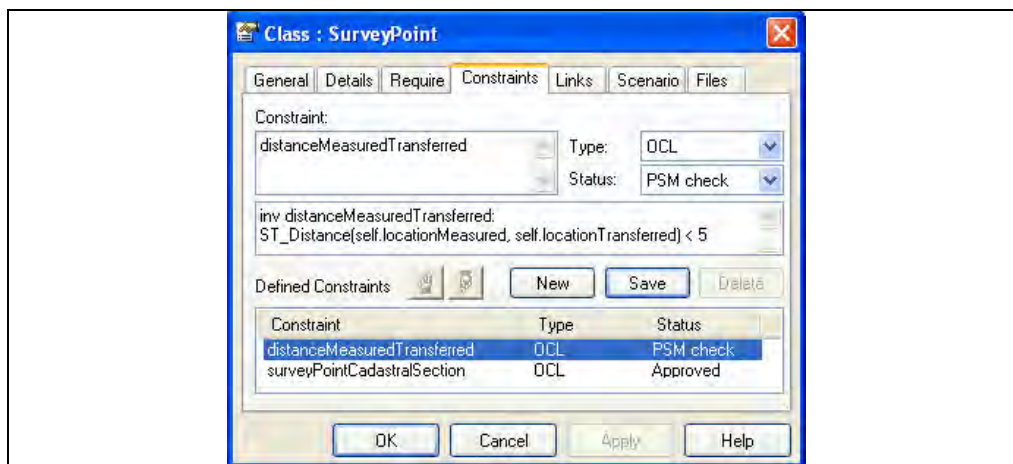 Class : SurveyPoint
General Details Require Constraints Links Scenario Files
Constraint:
distanceMeasuredTransferred
Type: OCL
Status: PSM check
inv distanceMeasuredTransferred:
ST_Distance(self.locationMeasured, self.locationTransferred) < 5
Defined Constraints New Save Delete
Constraint Type Status
distanceMeasuredTransferred OCL PSM check
surveyPointCadastralSection OCL Approved
OK Cancel Apply Help